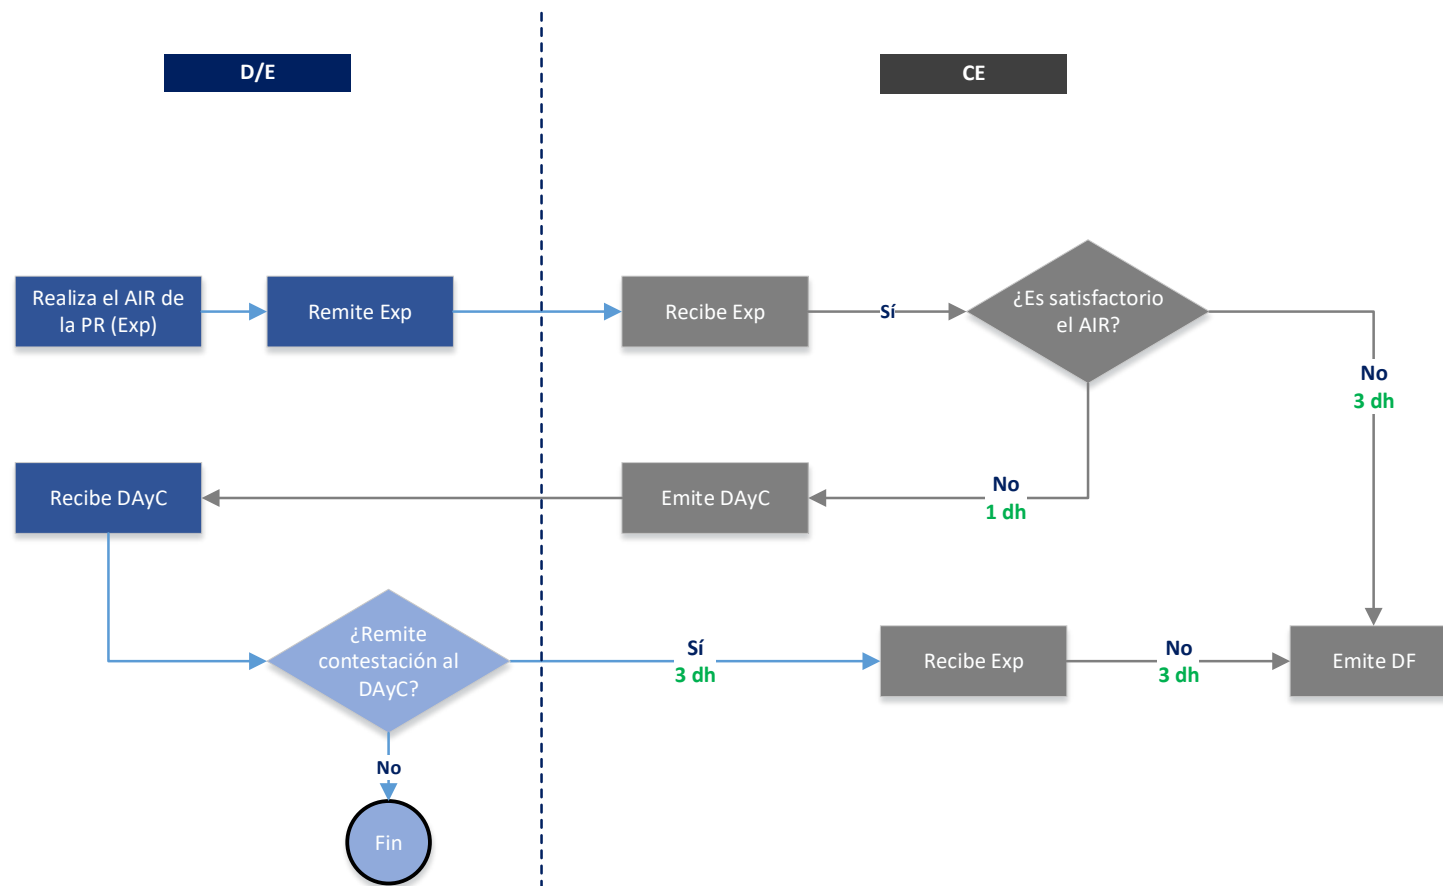 D/E
CE
Realiza el AIR de
la PR (Exp)
Remite Exp
Recibe Exp
Sí
¿Es satisfactorio
el AIR?
No
3 dh
Recibe DAyC
Emite DAyC
No
1 dh
¿Remite
contestación al
DAyC?
Sí
3 dh
Recibe Exp
No
3 dh
Emite DF
No
Fin